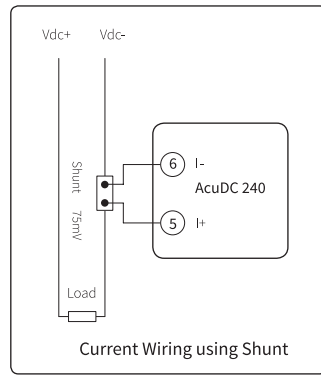 Vdc+ Vdc-
6 I-
Shunt 75mV
AcuDC 240
5 I+
Load
Current Wiring using Shunt